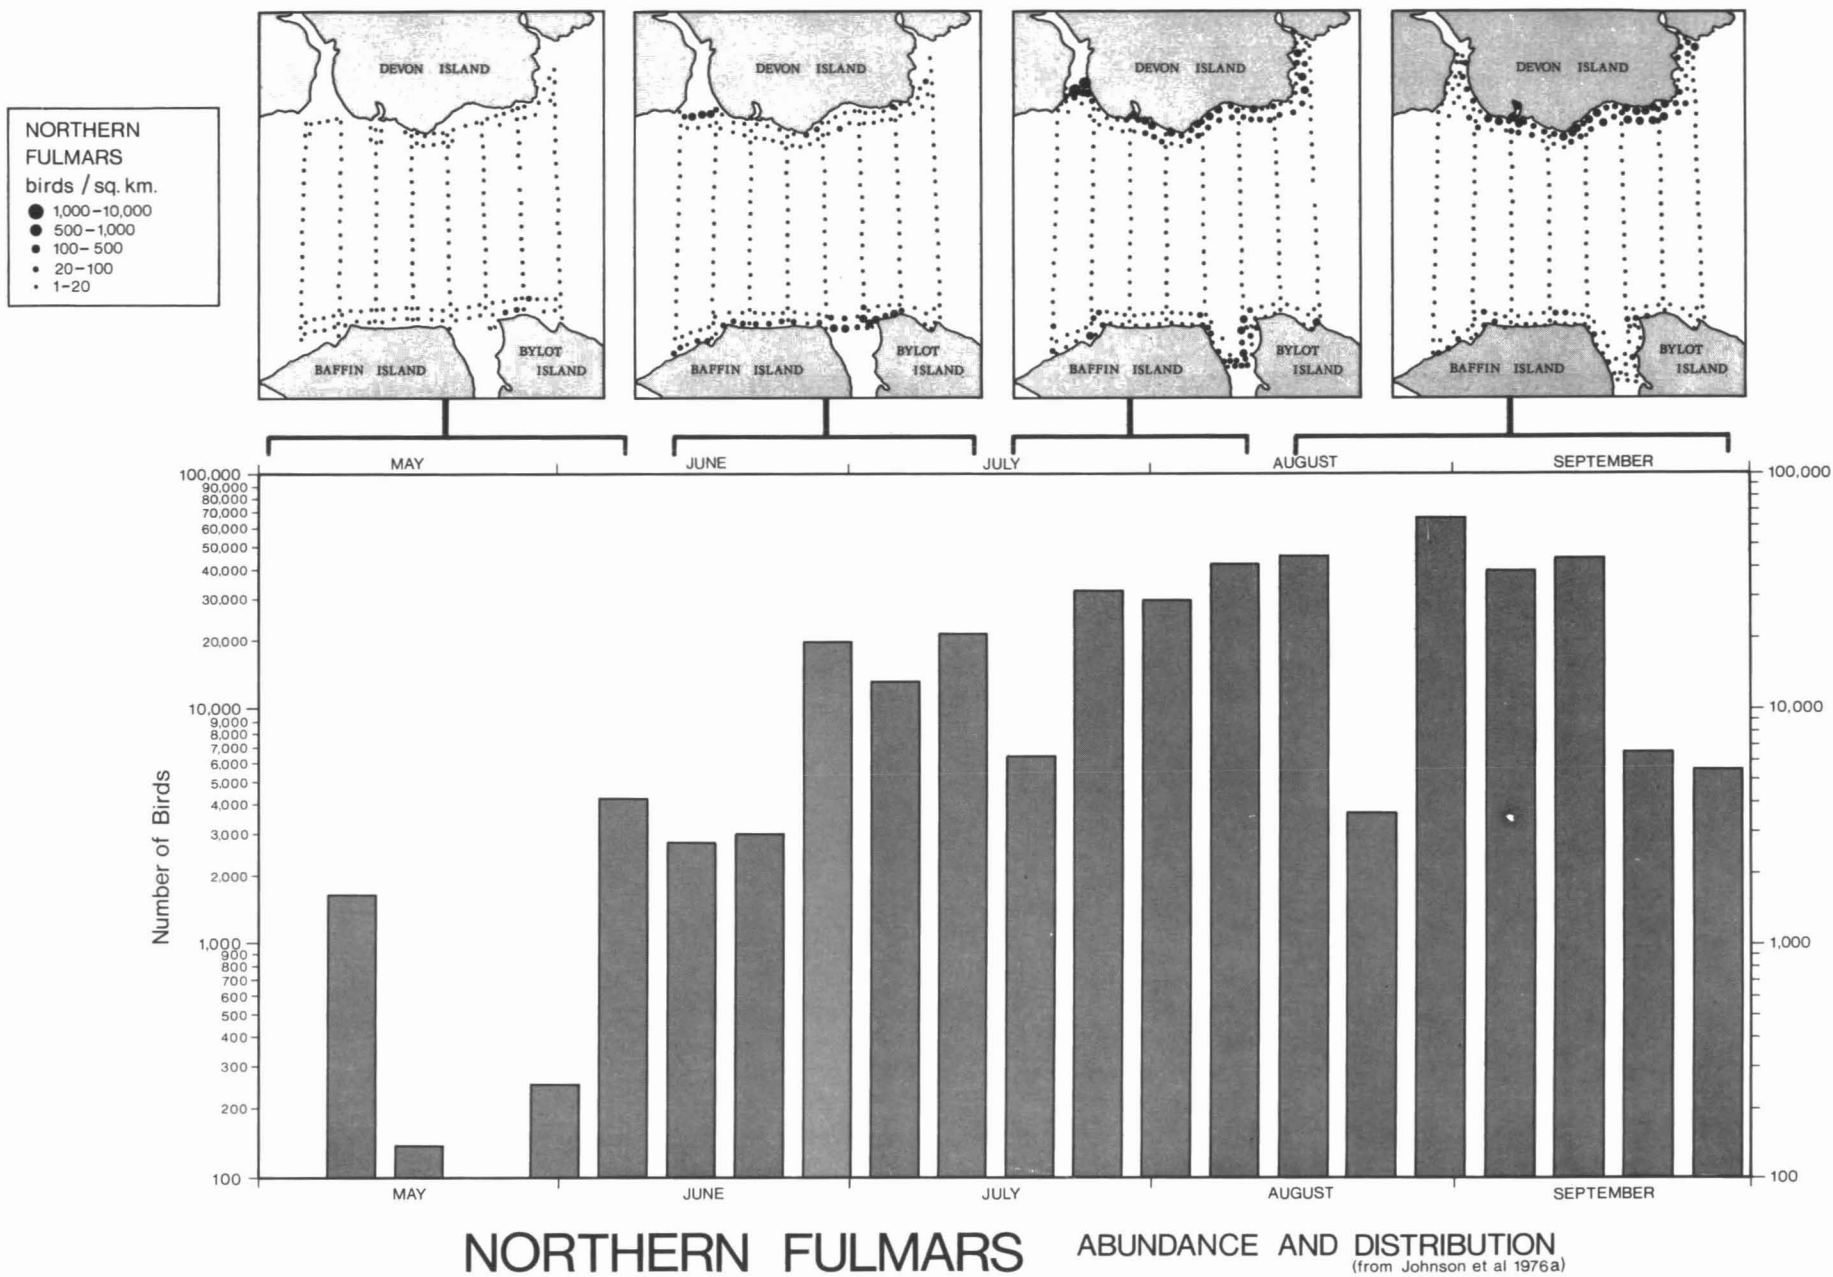 DEVON ISLAND
BAFFIN ISLAND
BYLOT
ISLAND
DEVON ISLAND
BAFFIN ISLAND
BYLOT
ISLAND
DEVON ISLAND
BAFFIN ISLAND
BYLOT
ISLAND
DEVON ISLAND
BAFFIN ISLAND
BYLOT
ISLAND
NORTHERN
FULMARS
birds / sq. km.
1,000–10,000
500–1,000
100–500
20–100
1–20
MAY JUNE JULY AUGUST SEPTEMBER
100,000
90,000
80,000
70,000
60,000
50,000
40,000
30,000
20,000
10,000
9,000
8,000
7,000
6,000
5,000
4,000
3,000
2,000
1,000
900
800
700
600
500
400
300
200
100
Number of Birds
100,000
10,000
1,000
100
MAY JUNE JULY AUGUST SEPTEMBER
NORTHERN FULMARS ABUNDANCE AND DISTRIBUTION
(from Johnson et al 1976a)